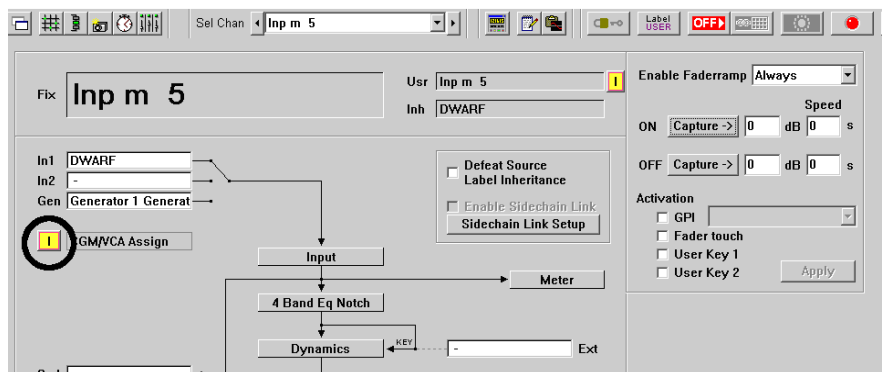 Sel Chan Inp m 5 Label USER OFF
Fix Inp m 5
Usr Inp m 5 I
Inh DWARF
Enable Faderramp Always
Speed
ON Capture -> 0 dB 0 s
OFF Capture -> 0 dB 0 s
Activation
GPI
Fader touch
User Key 1
User Key 2 Apply
In1 DWARF
In2 -
Gen Generator 1 Generat
Defeat Source
Label Inheritance
Enable Sidechain Link
Sidechain Link Setup
I CGM/VCA Assign
Input
Meter
4 Band Eq Notch
Dynamics KEY - Ext